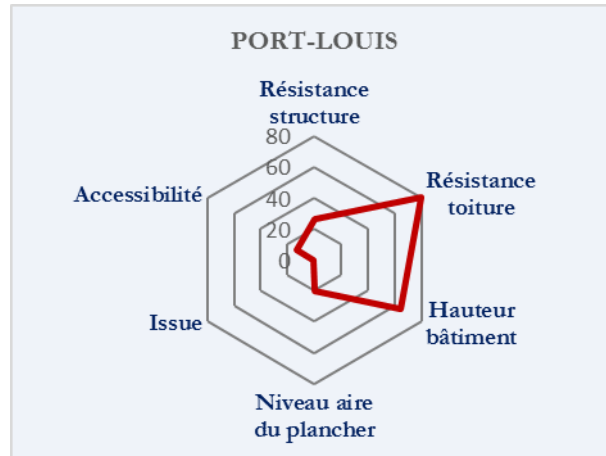 PORT-LOUIS
Résistance
structure
80
60
40
20
0
Résistance
toiture
Hauteur
bâtiment
Niveau aire
du plancher
Issue
Accessibilité